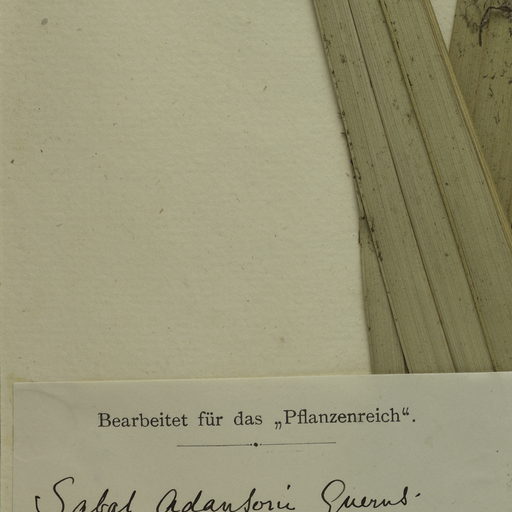 Bearbeitet für das „Pflanzenreich“.
Sabal Adansonii Guerns.